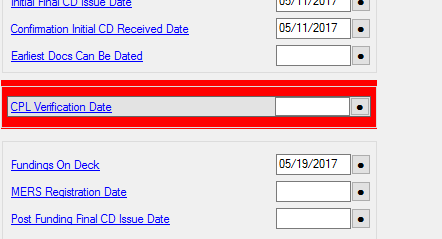 Initial Final CD Issue Date 05/11/2017
Confirmation Initial CD Received Date 05/11/2017
Earliest Docs Can Be Dated
CPL Verification Date
Fundings On Deck 05/19/2017
MERS Registration Date
Post Funding Final CD Issue Date